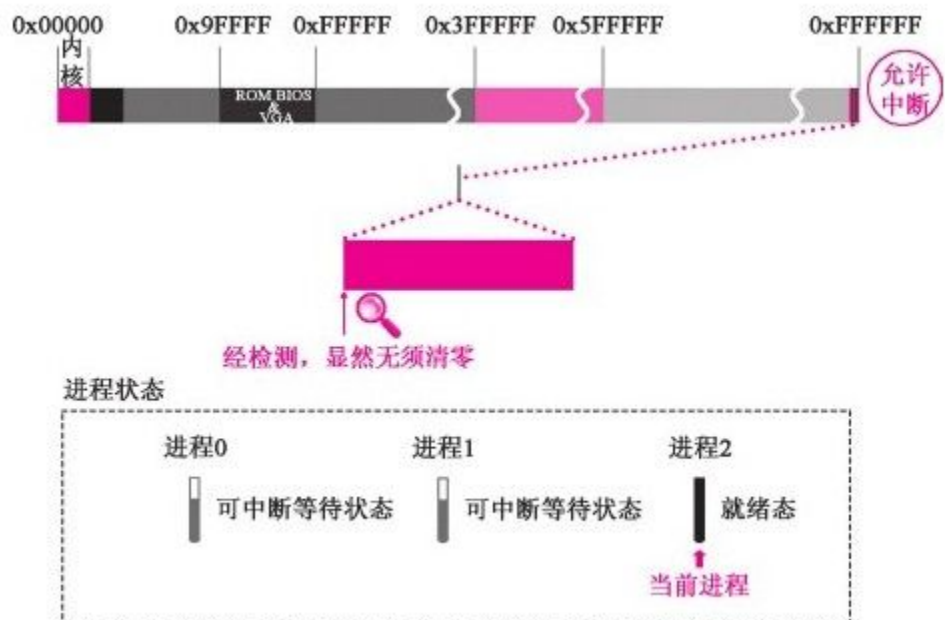 0x00000 0x9FFFF 0xFFFFF 0x3FFFFF 0x5FFFFF 0xFFFFFF
内
核
ROM BIOS
&
VGA
允许
中断
经检测，显然无须清零
进程状态
进程0 进程1 进程2
可中断等待状态 可中断等待状态 就绪态
当前进程